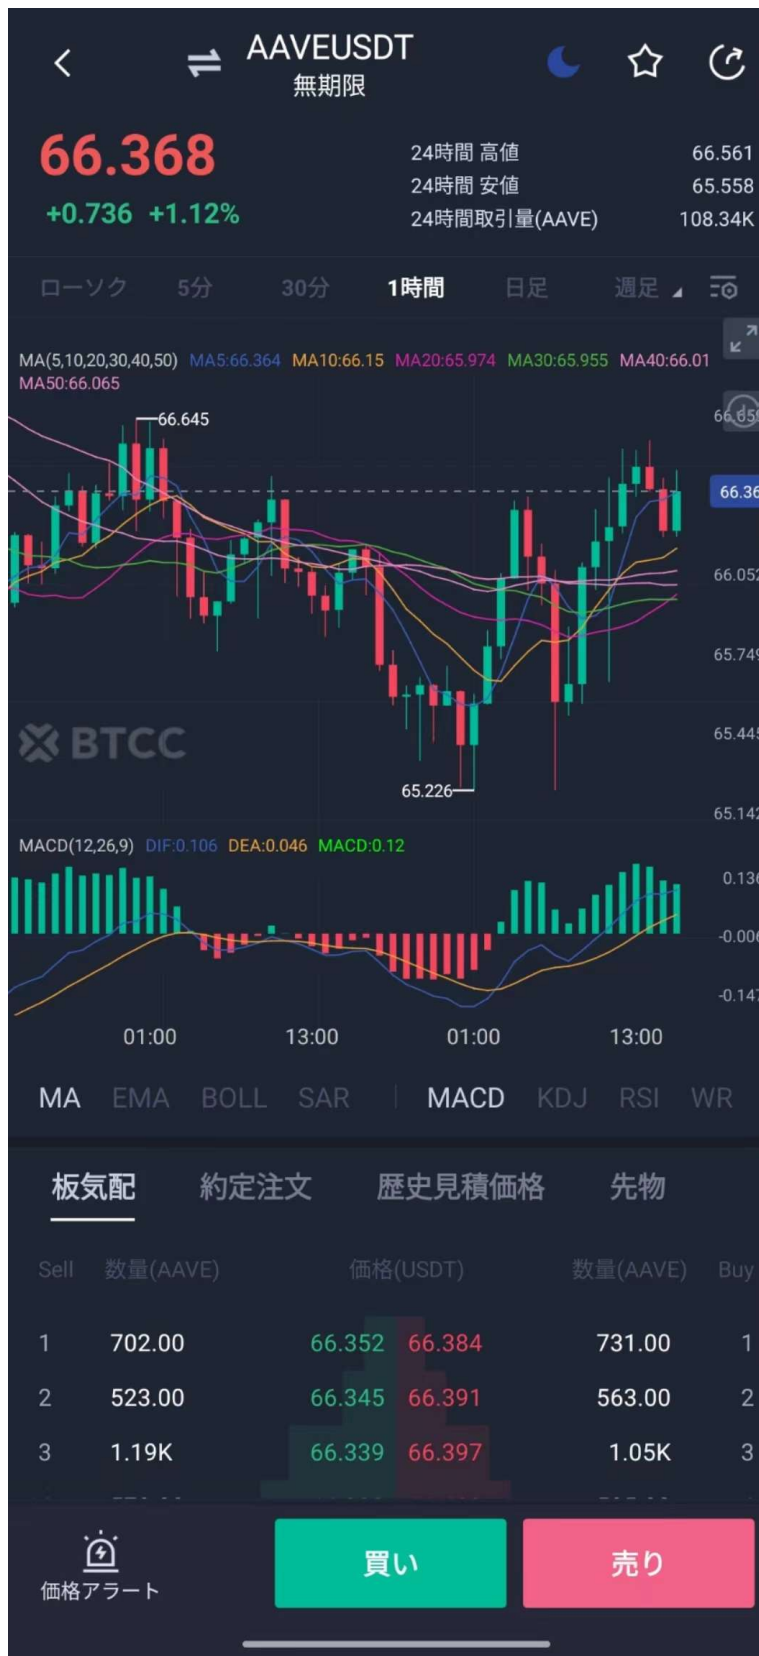 AAVEUSDT
無期限
66.368
+0.736 +1.12%
24時間 高値 66.561
24時間 安値 65.558
24時間取引量(AAVE) 108.34K
ローソク 5分 30分 1時間 日足 週足
MA(5,10,20,30,40,50) MA5:66.364 MA10:66.15 MA20:65.974 MA30:65.955 MA40:66.01
MA50:66.065
66.645
66.36
66.052
65.749
BTCC
65.445
65.226
65.142
MACD(12,26,9) DIF:0.106 DEA:0.046 MACD:0.12
0.136
-0.006
-0.147
01:00 13:00 01:00 13:00
MA EMA BOLL SAR MACD KDJ RSI WR
板気配 約定注文 歴史見積価格 先物
Sell 数量(AAVE) 価格(USDT) 数量(AAVE) Buy
1 702.00 66.352 66.384 731.00 1
2 523.00 66.345 66.391 563.00 2
3 1.19K 66.339 66.397 1.05K 3
価格アラート
買い
売り